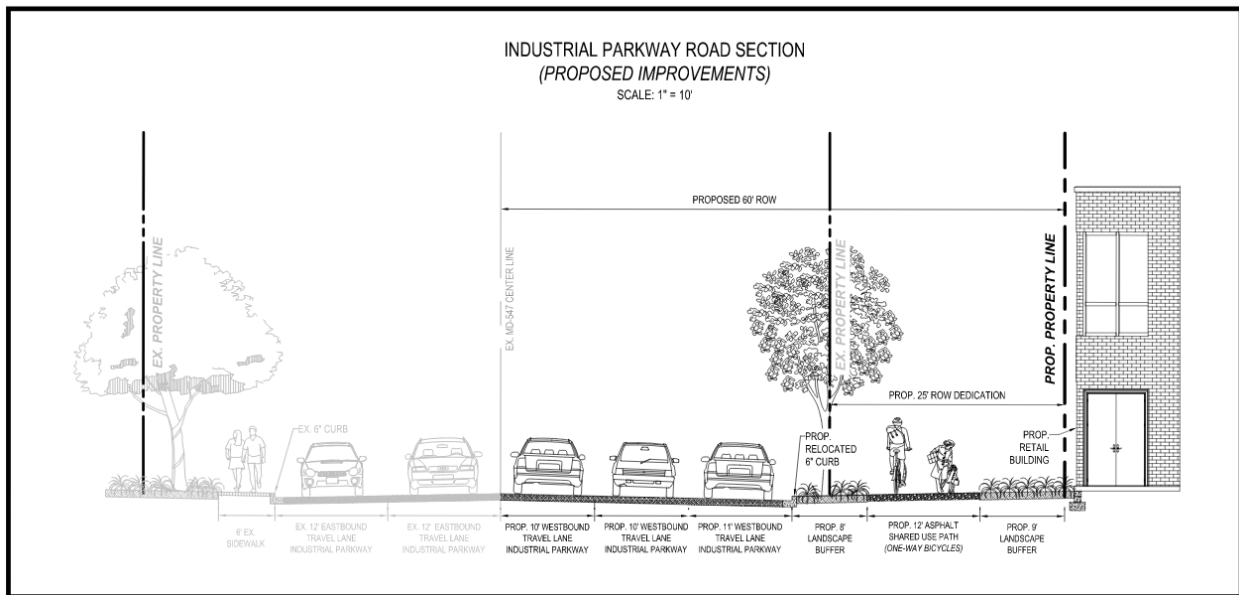 INDUSTRIAL PARKWAY ROAD SECTION
(PROPOSED IMPROVEMENTS)
SCALE: 1" = 10'
PROPOSED 60' ROW
EX. PROPERTY LINE
EX. MD-547 CENTER LINE
EX. PROPERTY LINE
PROP. PROPERTY LINE
PROP. 25' ROW DEDICATION
EX. 6" CURB
PROP.
RELOCATED
6" CURB
PROP.
RETAIL
BUILDING
6' EX.
SIDEWALK
EX. 12' EASTBOUND
TRAVEL LANE
INDUSTRIAL PARKWAY
EX. 12' EASTBOUND
TRAVEL LANE
INDUSTRIAL PARKWAY
PROP. 10' WESTBOUND
TRAVEL LANE
INDUSTRIAL PARKWAY
PROP. 10' WESTBOUND
TRAVEL LANE
INDUSTRIAL PARKWAY
PROP. 11' WESTBOUND
TRAVEL LANE
INDUSTRIAL PARKWAY
PROP. 8'
LANDSCAPE
BUFFER
PROP. 12' ASPHALT
SHARED USE PATH
(ONE-WAY BICYCLES)
PROP. 9'
LANDSCAPE
BUFFER